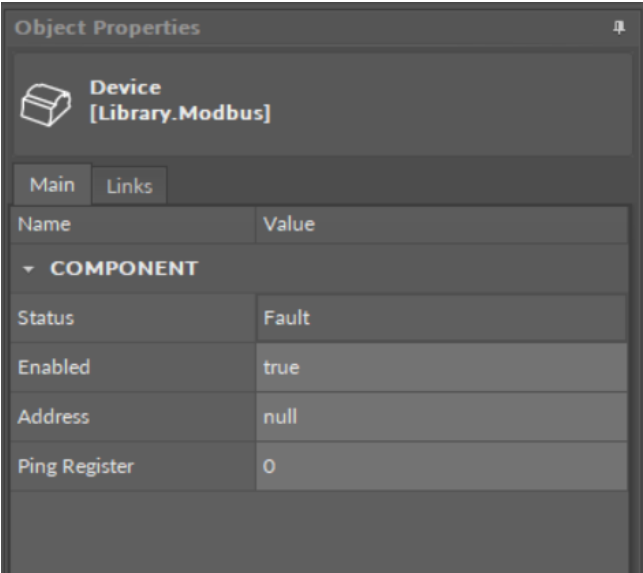 Object Properties
Device
[Library.Modbus]
Main Links
Name Value
COMPONENT
Status Fault
Enabled true
Address null
Ping Register 0